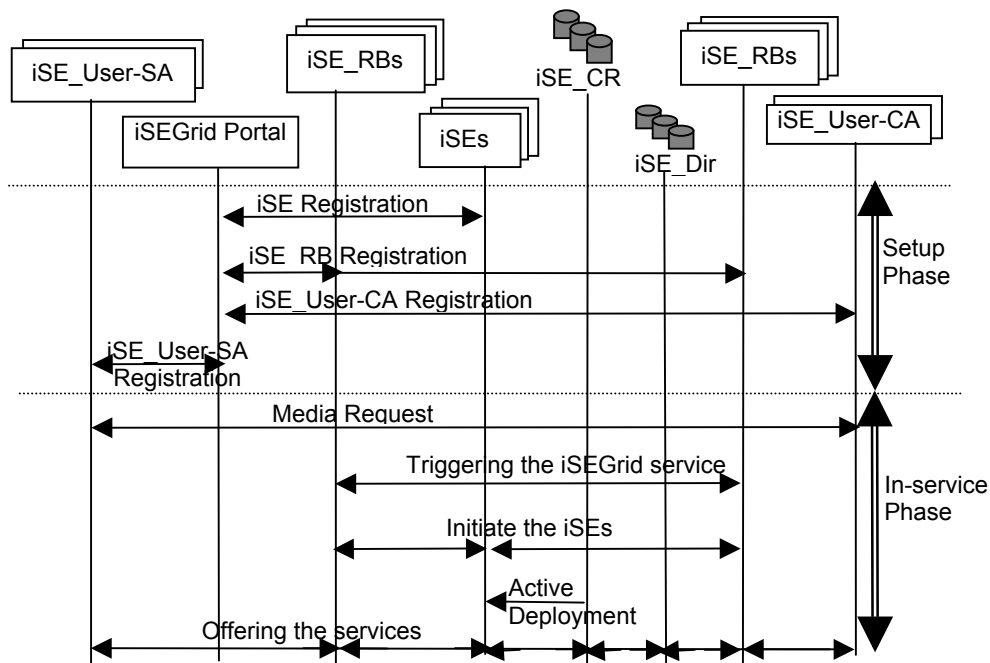 iSE_User-SA
iSE_RBs
iSE_CR
iSE_RBs
iSEGrid Portal
iSEs
iSE_Dir
iSE_User-CA
iSE Registration
iSE_RB Registration
iSE_User-CA Registration
Setup
Phase
iSE_User-SA
Registration
Media Request
Triggering the iSEGrid service
In-service
Phase
Initiate the iSEs
Active
Deployment
Offering the services